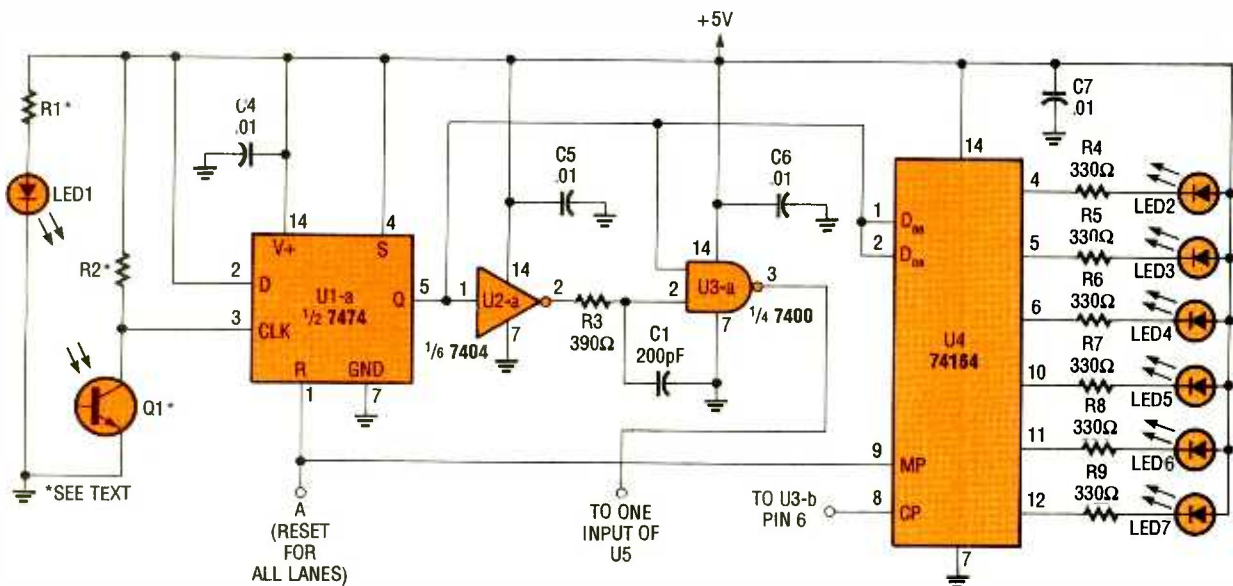 +5V
R1*
C4
.01
C7
.01
LED1
C5
.01
C6
.01
14
R4
330Ω
4
LED2
14
4
V+
S
R2*
2
D
U1-a
1/2 7474
Q
5
3
CLK
R
GND
1
7
1
U2-a
14
2
7
1/6 7404
R3
390Ω
C1
200pF
14
2
U3-a
3
7
1/4 7400
1
2
U4
74164
R5
330Ω
5
LED3
R6
330Ω
6
LED4
R7
330Ω
10
LED5
R8
330Ω
11
LED6
R9
330Ω
12
LED7
Q1*
*SEE TEXT
A
(RESET
FOR
ALL LANES)
TO ONE
INPUT OF
U5
9
MP
TO U3-b
PIN 6
8
CP
7